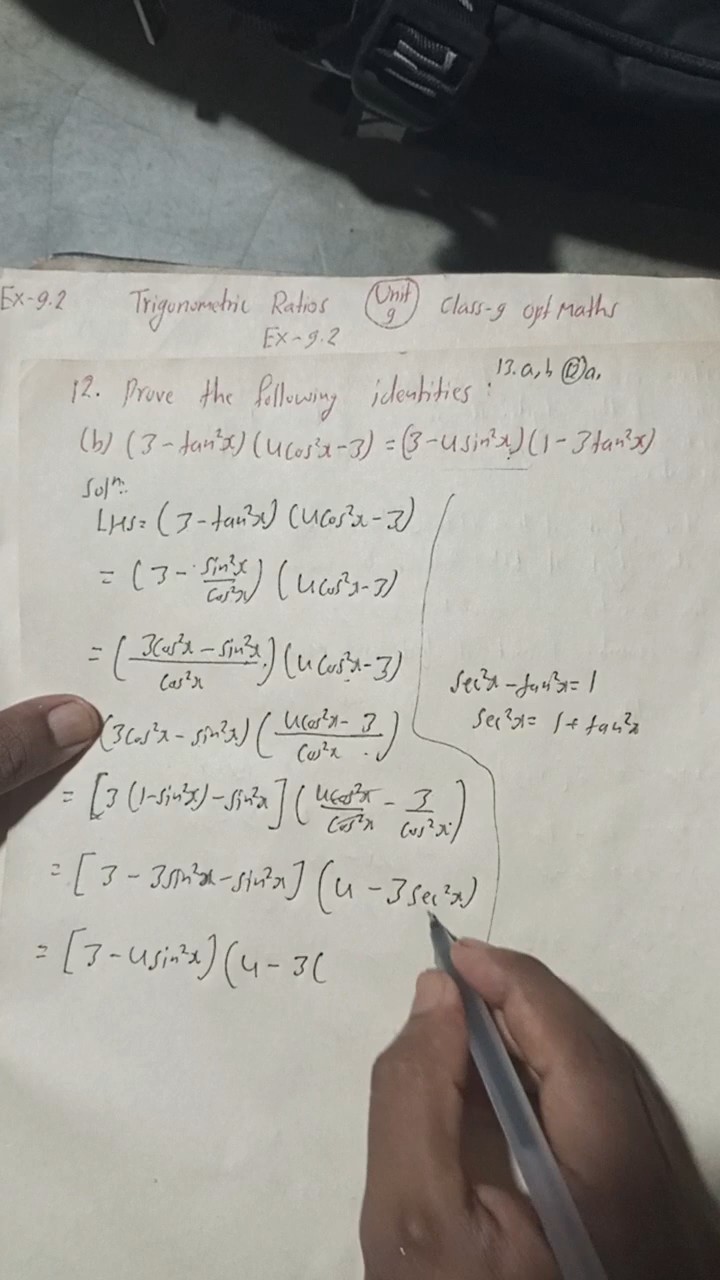 Ex-9.2 Trigonometric Ratios Unit 9 Class-9 Opt Maths
Ex-9.2
13.a,b 12 a,
12. Prove the following identities:
(b) (3-tan²x)(4cos²x-3) = (3-4sin²x)(1-3tan²x)
Solⁿ:
LHS = (3-tan²x)(4cos²x-3)
= (3 - sin²x/cos²x)(4cos²x-3)
= ((3cos²x - sin²x)/cos²x)(4cos²x-3)
(3cos²x - sin²x)((4cos²x - 3)/cos²x)
= [3(1-sin²x)-sin²x](4cos²x/cos²x - 3/cos²x)
= [3 - 3sin²x - sin²x](4 - 3sec²x)
= [3 - 4sin²x)(4 - 3(
sec²x - tan²x = 1
sec²x = 1 + tan²x